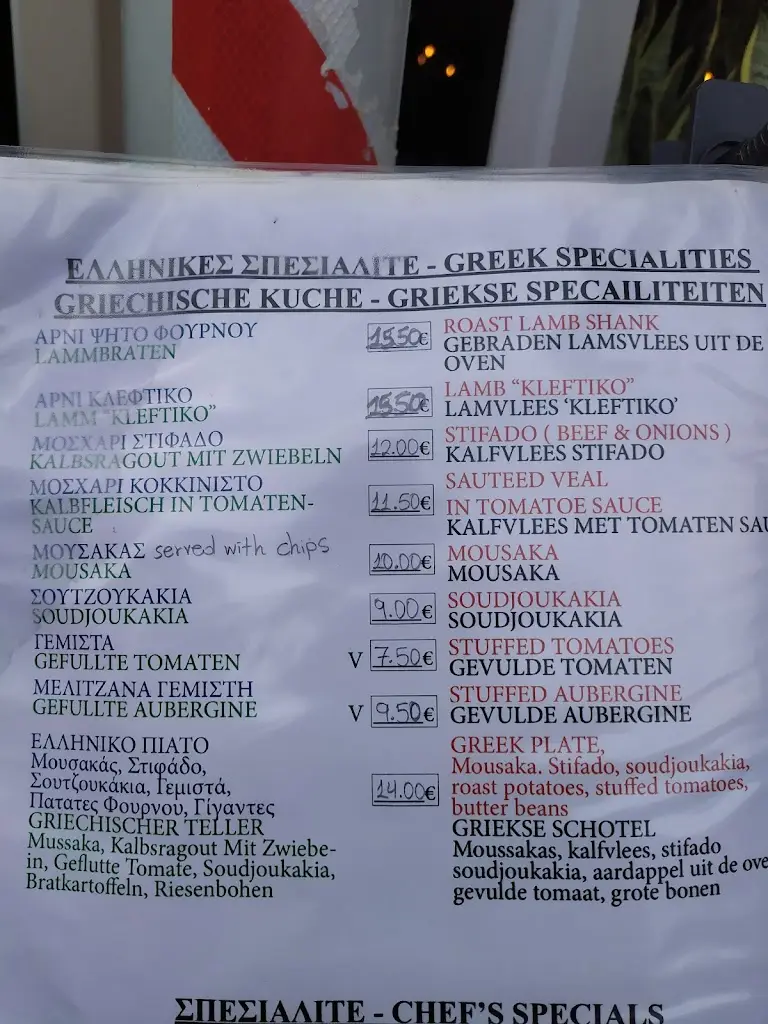 ΕΛΛΗΝΙΚΕΣ ΣΠΕΣΙΑΛΙΤΕ - GREEK SPECIALITIES
GRIECHISCHE KUCHE - GRIEKSE SPECAILITEITEN
ΑΡΝΙ ΨΗΤΟ ΦΟΥΡΝΟΥ
LAMMBRATEN
15.50€
ROAST LAMB SHANK
GEBRADEN LAMSVLEES UIT DE
OVEN
ΑΡΝΙ ΚΛΕΦΤΙΚΟ
LAMM "KLEFTIKO"
15.50€
LAMB "KLEFTIKO"
LAMVLEES 'KLEFTIKO'
ΜΟΣΧΑΡΙ ΣΤΙΦΑΔΟ
KALBSRAGOUT MIT ZWIEBELN
12.00€
STIFADO ( BEEF & ONIONS )
KALFVLEES STIFADO
ΜΟΣΧΑΡΙ ΚΟΚΚΙΝΙΣΤΟ
KALBFLEISCH IN TOMATEN-
SAUCE
11.50€
SAUTEED VEAL
IN TOMATOE SAUCE
KALFVLEES MET TOMATEN SAU
ΜΟΥΣΑΚΑΣ served with chips
MOUSAKA
10.00€
MOUSAKA
MOUSAKA
ΣΟΥΤΖΟΥΚΑΚΙΑ
SOUDJOUKAKIA
9.00€
SOUDJOUKAKIA
SOUDJOUKAKIA
ΓΕΜΙΣΤΑ
GEFULLTE TOMATEN
V 7.50€
STUFFED TOMATOES
GEVULDE TOMATEN
ΜΕΛΙΤΖΑΝΑ ΓΕΜΙΣΤΗ
GEFULLTE AUBERGINE
V 9.50€
STUFFED AUBERGINE
GEVULDE AUBERGINE
ΕΛΛΗΝΙΚΟ ΠΙΑΤΟ
Μουσακάς, Στιφάδο,
Σουτζουκάκια, Γεμιστά,
Πατατες Φουρνου, Γίγαντες
GRIECHISCHER TELLER
Mussaka, Kalbsragout Mit Zwiebe-
in, Geflutte Tomate, Soudjoukakia,
Bratkartoffeln, Riesenbohen
14.00€
GREEK PLATE,
Mousaka. Stifado, soudjoukakia,
roast potatoes, stuffed tomatoes,
butter beans
GRIEKSE SCHOTEL
Moussakas, kalfvlees, stifado
soudjoukakia, aardappel uit de ove
gevulde tomaat, grote bonen
ΣΠΕΣΙΑΛΙΤΕ - CHEF'S SPECIALS